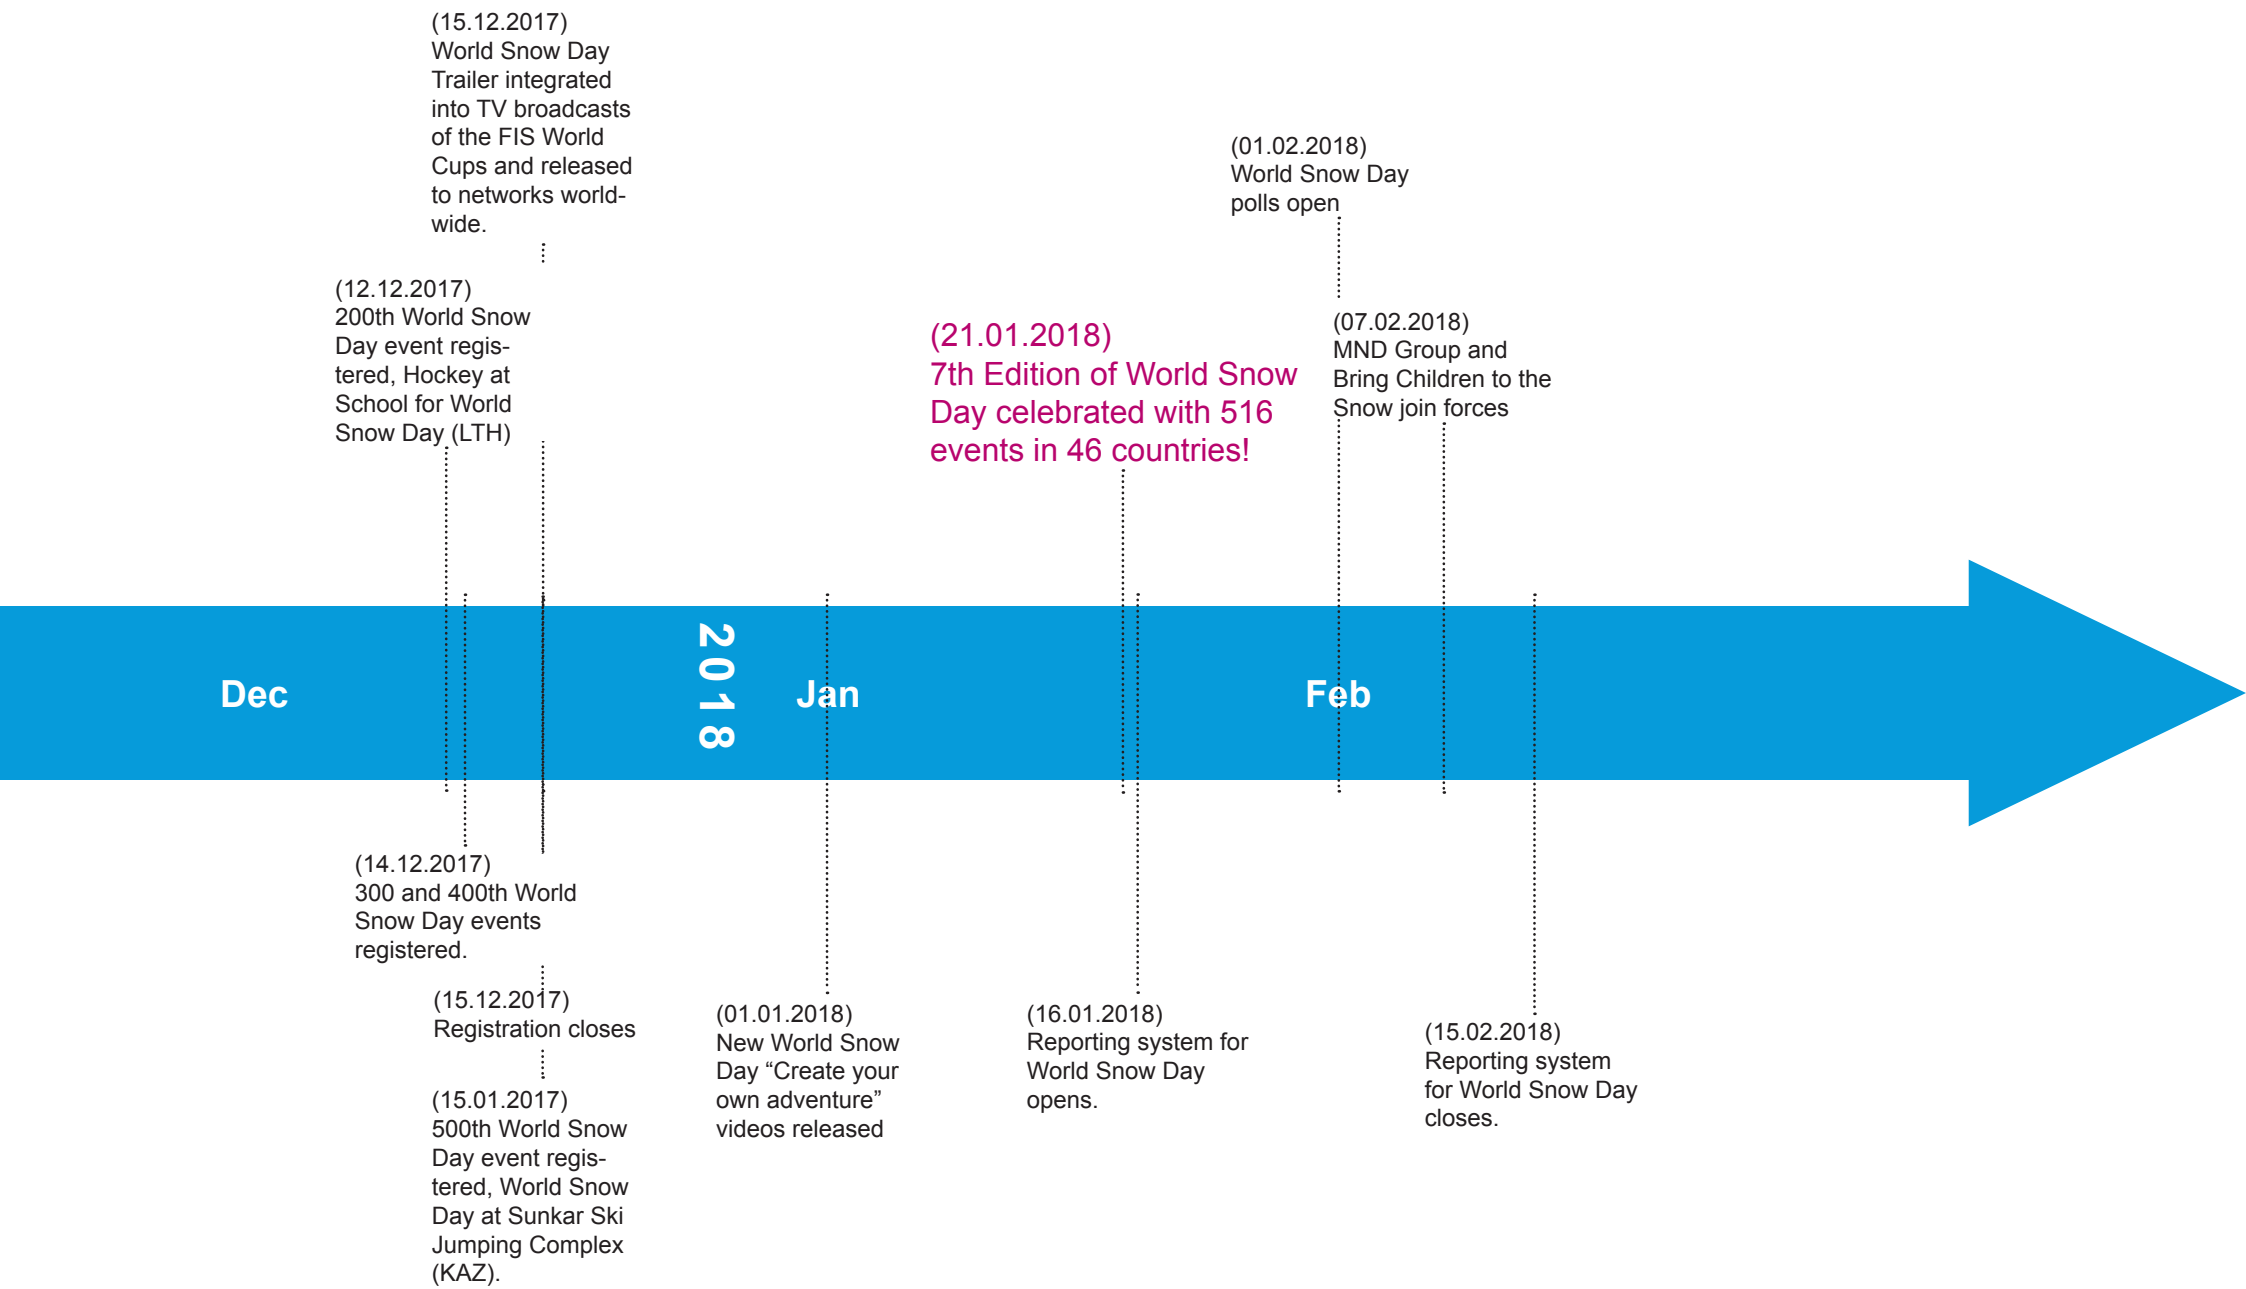 (15.12.2017)
World Snow Day
Trailer integrated
into TV broadcasts
of the FIS World
Cups and released
to networks world-
wide.
(12.12.2017)
200th World Snow
Day event regis-
tered, Hockey at
School for World
Snow Day (LTH)
(21.01.2018)
7th Edition of World Snow
Day celebrated with 516
events in 46 countries!
(01.02.2018)
World Snow Day
polls open
(07.02.2018)
MND Group and
Bring Children to the
Snow join forces
Dec
2018
Jan
Feb
(14.12.2017)
300 and 400th World
Snow Day events
registered.
(15.12.2017)
Registration closes
(15.01.2017)
500th World Snow
Day event regis-
tered, World Snow
Day at Sunkar Ski
Jumping Complex
(KAZ).
(01.01.2018)
New World Snow
Day “Create your
own adventure”
videos released
(16.01.2018)
Reporting system for
World Snow Day
opens.
(15.02.2018)
Reporting system
for World Snow Day
closes.